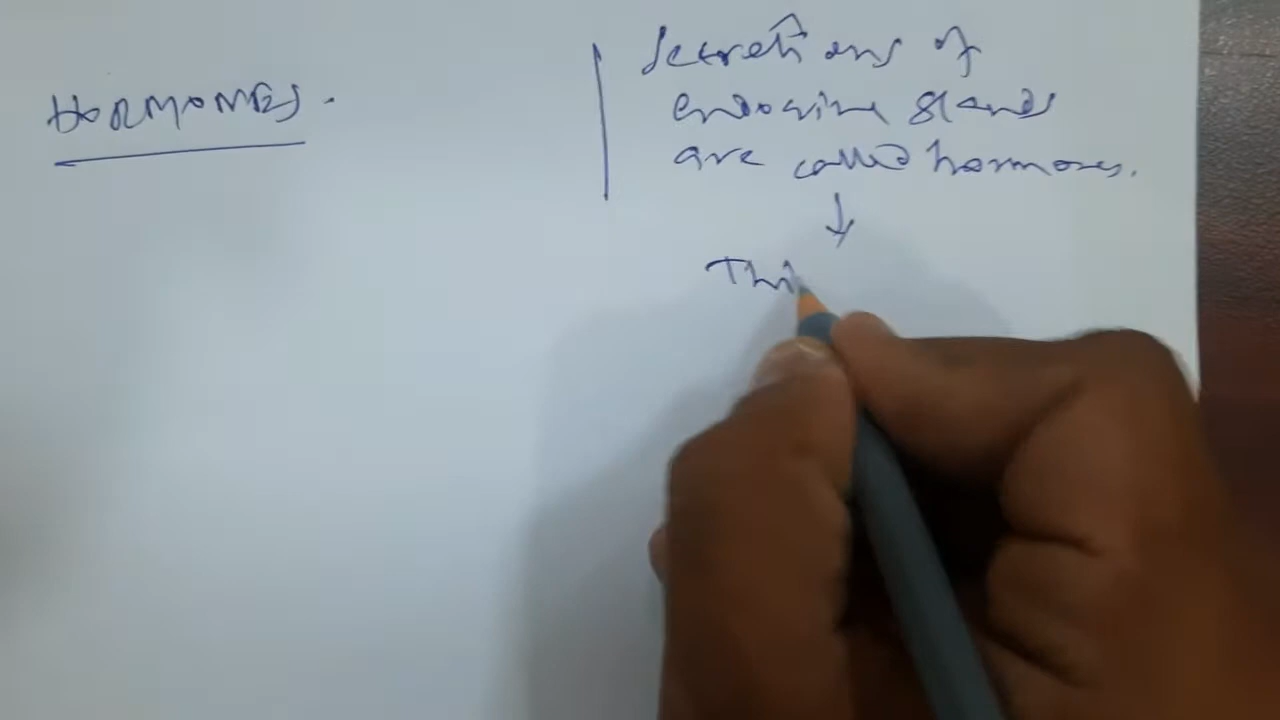 HORMONES.
Secretions of
endocrine glands
are called hormones.
↓
Thi